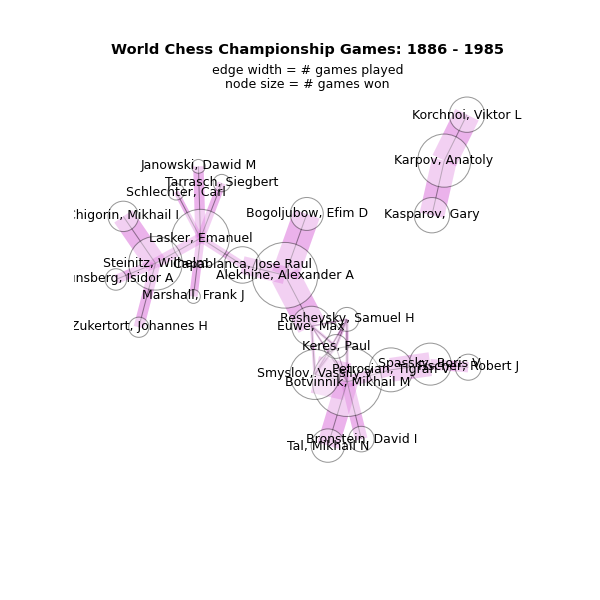 World Chess Championship Games: 1886 - 1985
edge width = # games played
node size = # games won
Korchnoi, Viktor L
Karpov, Anatoly
Janowski, Dawid M
Tarrasch, Siegbert
Schlechter, Carl
Bogoljubow, Efim D
Kasparov, Gary
higorin, Mikhail I
Lasker, Emanuel
Steinitz, Wilhelm
Capablanca, Jose Raul
Alekhine, Alexander A
nsberg, Isidor A
Marshall, Frank J
Reshevsky, Samuel H
Zukertort, Johannes H
Euwe, Max
Keres, Paul
Spassky, Boris V
Fischer, Robert J
Petrosian, Tigran V
Smyslov, Vassily V
Botvinnik, Mikhail M
Bronstein, David I
Tal, Mikhail N